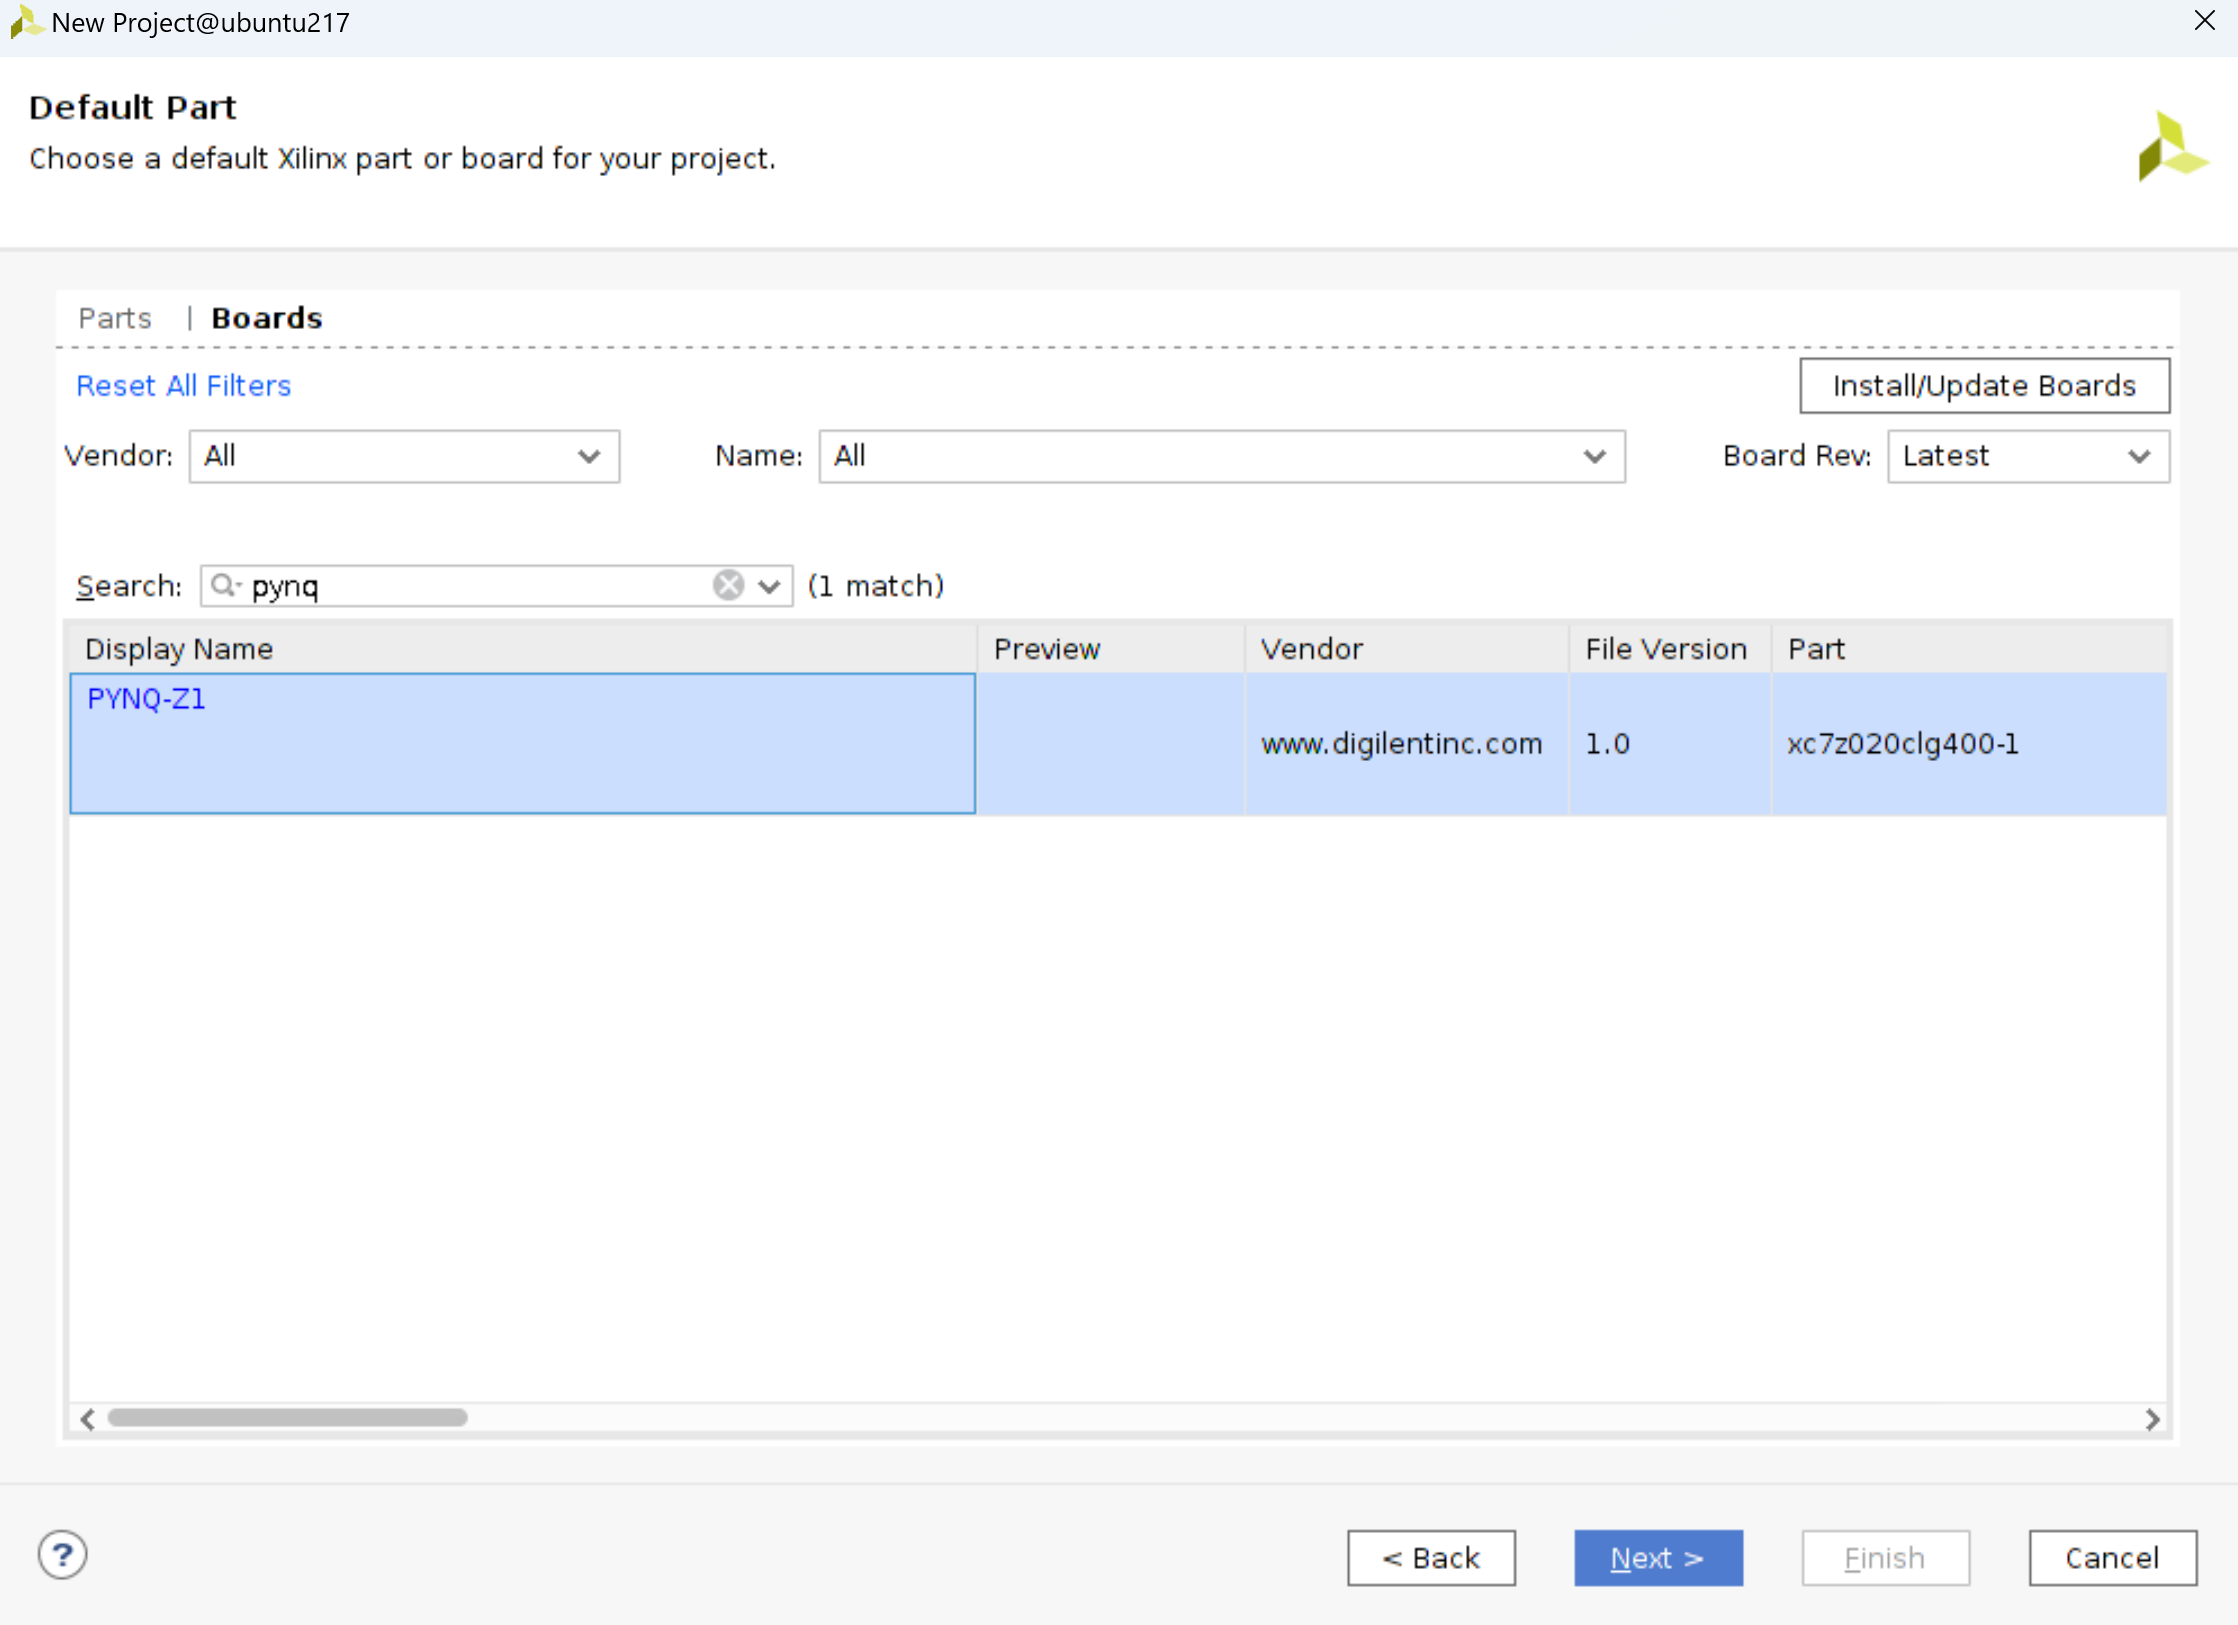 New Project@ubuntu217
Default Part
Choose a default Xilinx part or board for your project.
Parts | Boards
Reset All Filters
Install/Update Boards
Vendor: All
Name: All
Board Rev: Latest
Search: pynq (1 match)
Display Name Preview Vendor File Version Part
PYNQ-Z1
www.digilentinc.com 1.0 xc7z020clg400-1
? < Back Next > Finish Cancel